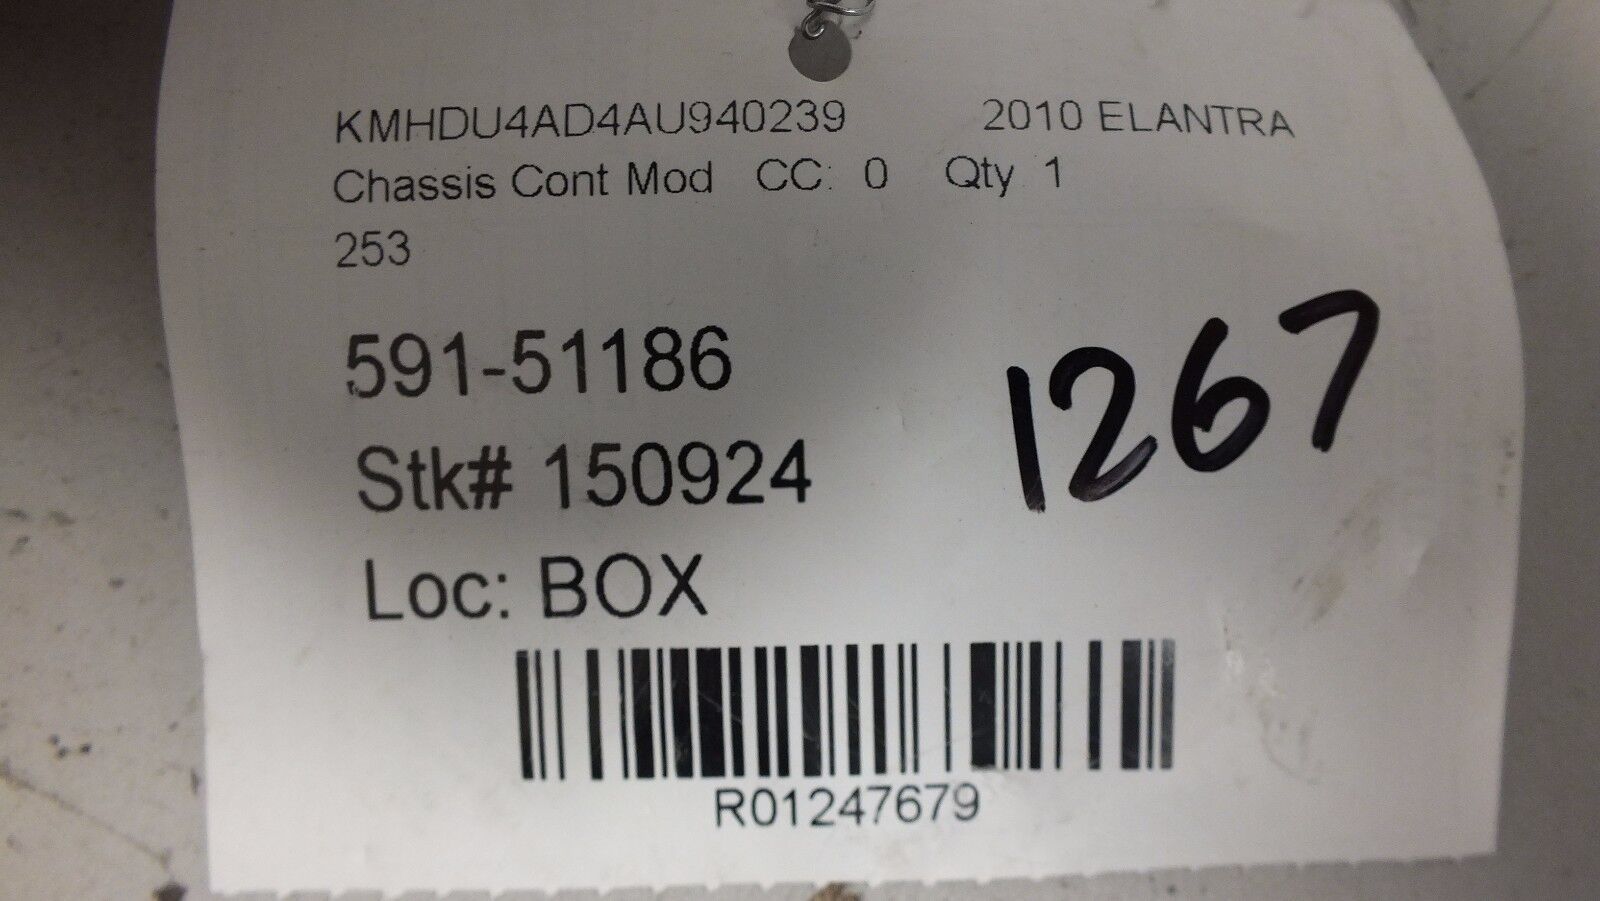 KMHDU4AD4AU940239 2010 ELANTRA
Chassis Cont Mod CC: 0 Qty 1
253
591-51186
1267
Stk# 150924
Loc: BOX
R01247679